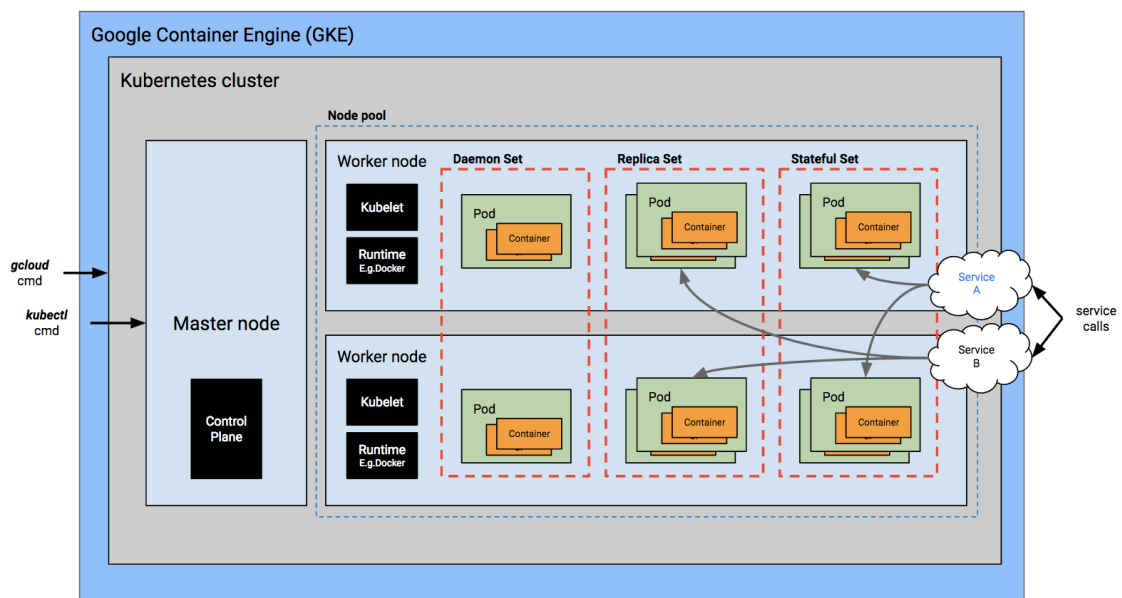 Google Container Engine (GKE)
Kubernetes cluster
Node pool
Worker node
Daemon Set
Replica Set
Stateful Set
Kubelet
Runtime
E.g.Docker
Pod
Container
Pod
Container
Pod
Container
gcloud
cmd
kubectl
cmd
Master node
Control
Plane
Service
A
Service
B
service
calls
Worker node
Kubelet
Runtime
E.g.Docker
Pod
Container
Pod
Container
Pod
Container